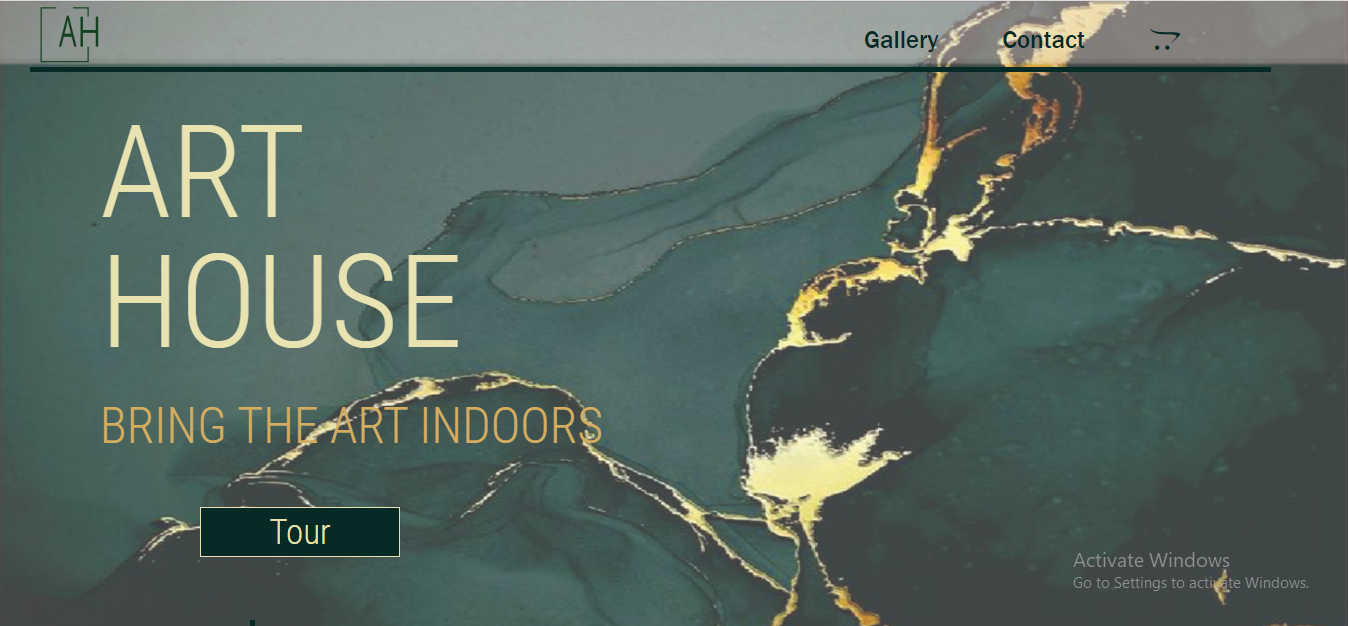 AH
Gallery
Contact
ART
HOUSE
BRING THE ART INDOORS
Tour
Activate Windows
Go to Settings to activate Windows.